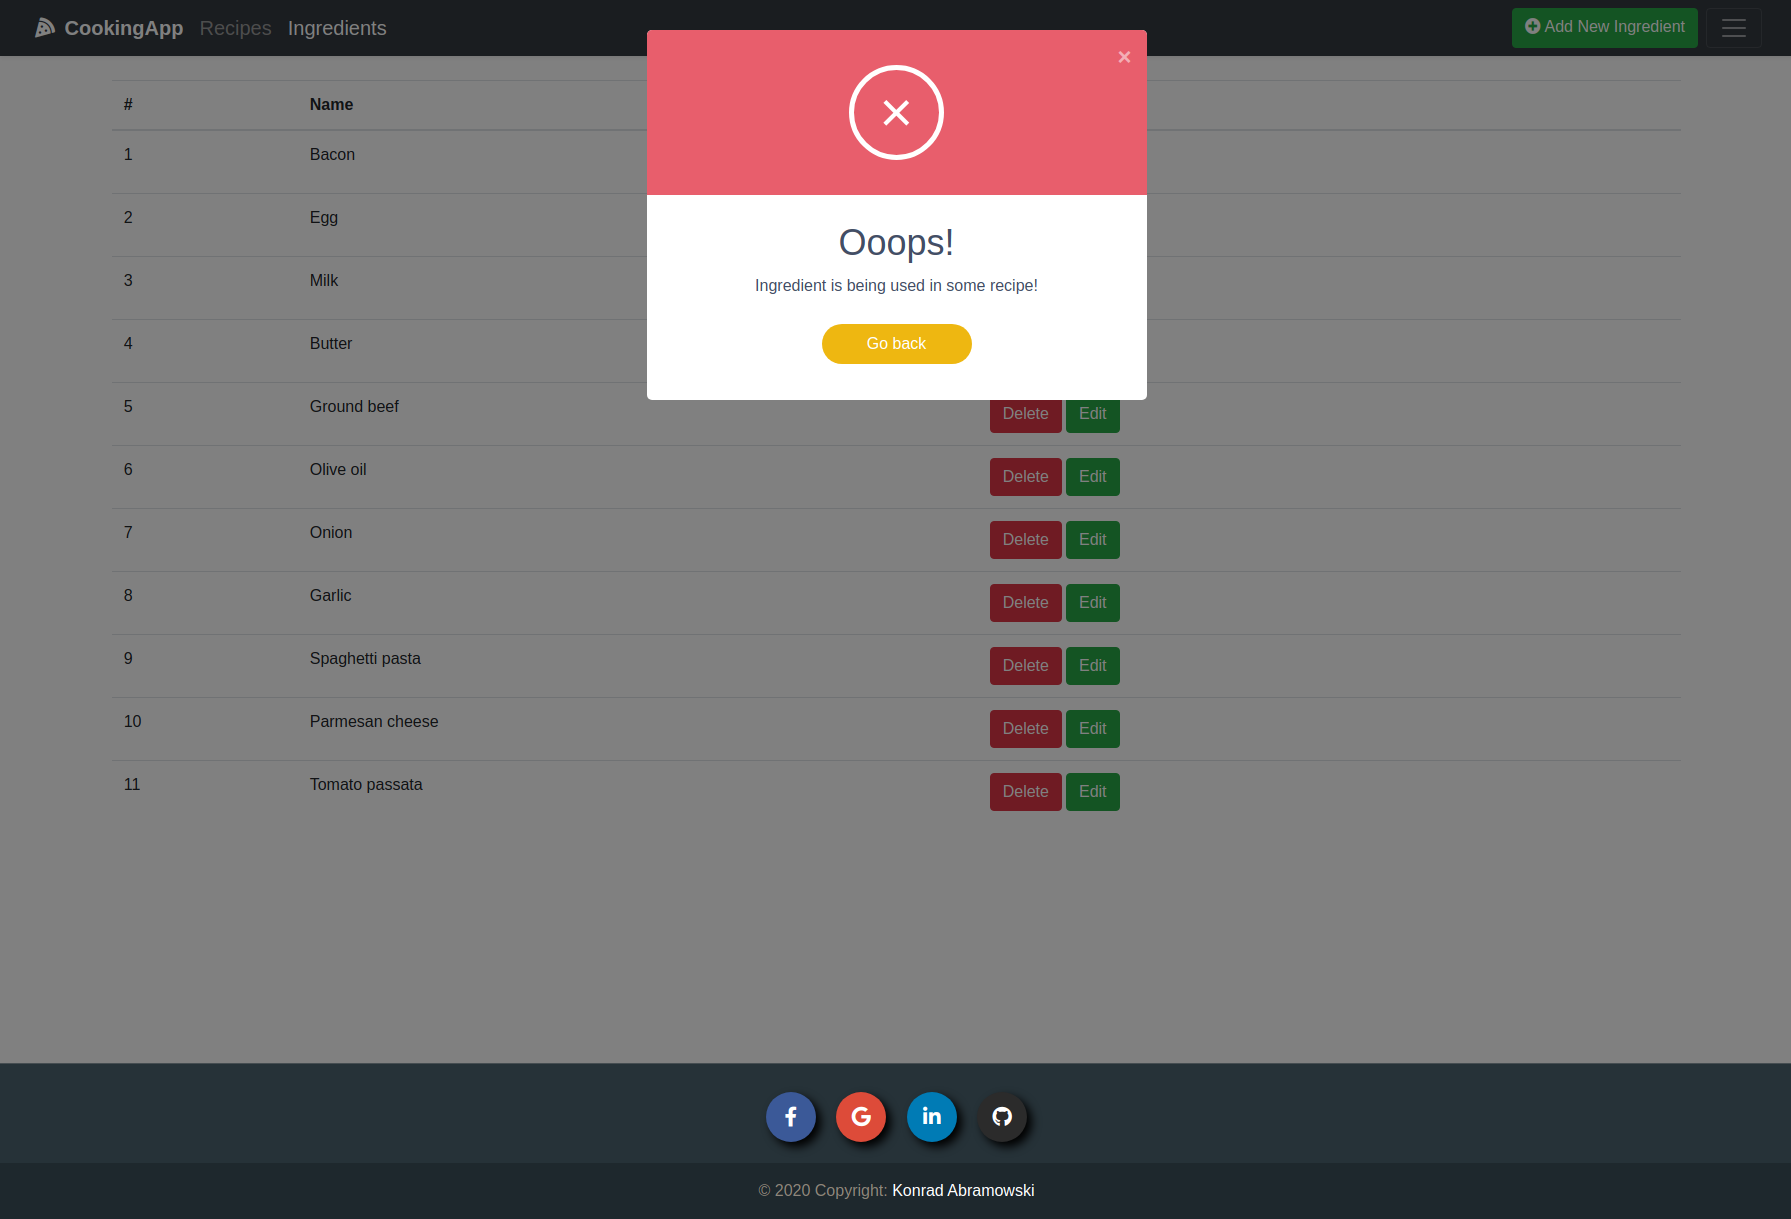 CookingApp Recipes Ingredients
Add New Ingredient
×
# Name
1 Bacon
2 Egg
3 Milk
4 Butter
Ooops!
Ingredient is being used in some recipe!
Go back
5 Ground beef Delete Edit
6 Olive oil Delete Edit
7 Onion Delete Edit
8 Garlic Delete Edit
9 Spaghetti pasta Delete Edit
10 Parmesan cheese Delete Edit
11 Tomato passata Delete Edit
© 2020 Copyright: Konrad Abramowski